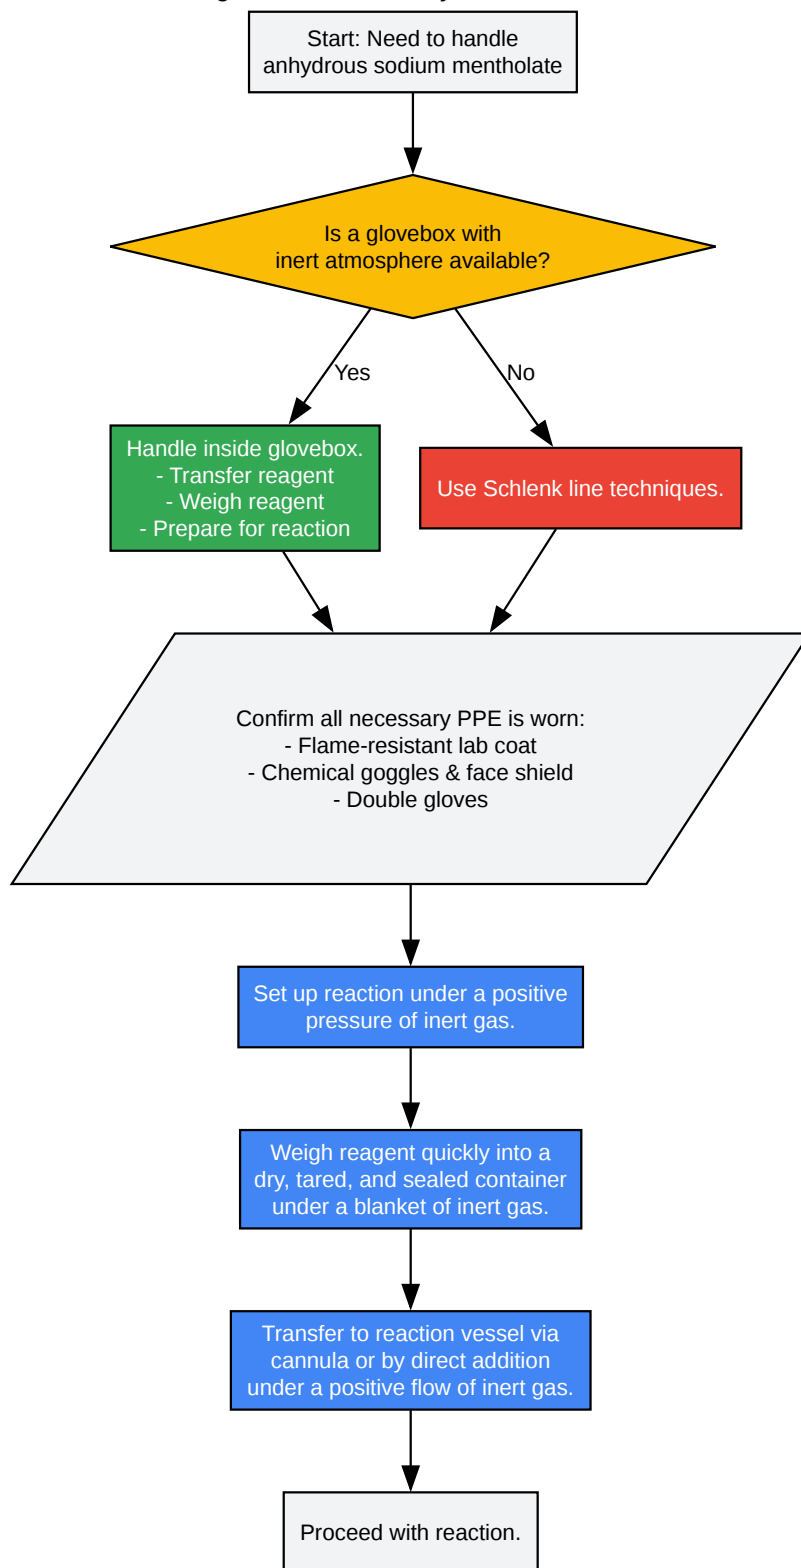 Start: Need to handle
anhydrous sodium mentholate
Is a glovebox with
inert atmosphere available?
Yes
No
Handle inside glovebox.
- Transfer reagent
- Weigh reagent
- Prepare for reaction
Use Schlenk line techniques.
Confirm all necessary PPE is worn:
- Flame-resistant lab coat
- Chemical goggles & face shield
- Double gloves
Set up reaction under a positive
pressure of inert gas.
Weigh reagent quickly into a
dry, tared, and sealed container
under a blanket of inert gas.
Transfer to reaction vessel via
cannula or by direct addition
under a positive flow of inert gas.
Proceed with reaction.